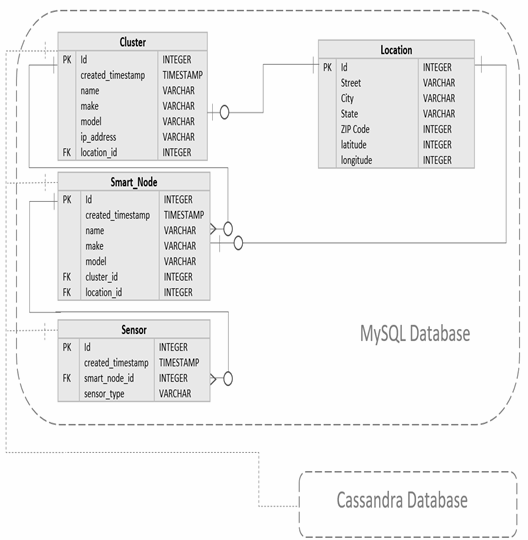 Cluster
PK Id INTEGER
created_timestamp TIMESTAMP
name VARCHAR
make VARCHAR
model VARCHAR
ip_address VARCHAR
FK location_id INTEGER
Location
PK Id INTEGER
Street VARCHAR
City VARCHAR
State VARCHAR
ZIP Code INTEGER
latitude INTEGER
longitude INTEGER
Smart_Node
PK Id INTEGER
created_timestamp TIMESTAMP
name VARCHAR
make VARCHAR
model VARCHAR
FK cluster_id INTEGER
FK location_id INTEGER
Sensor
PK Id INTEGER
created_timestamp TIMESTAMP
FK smart_node_id INTEGER
sensor_type VARCHAR
MySQL Database
Cassandra Database